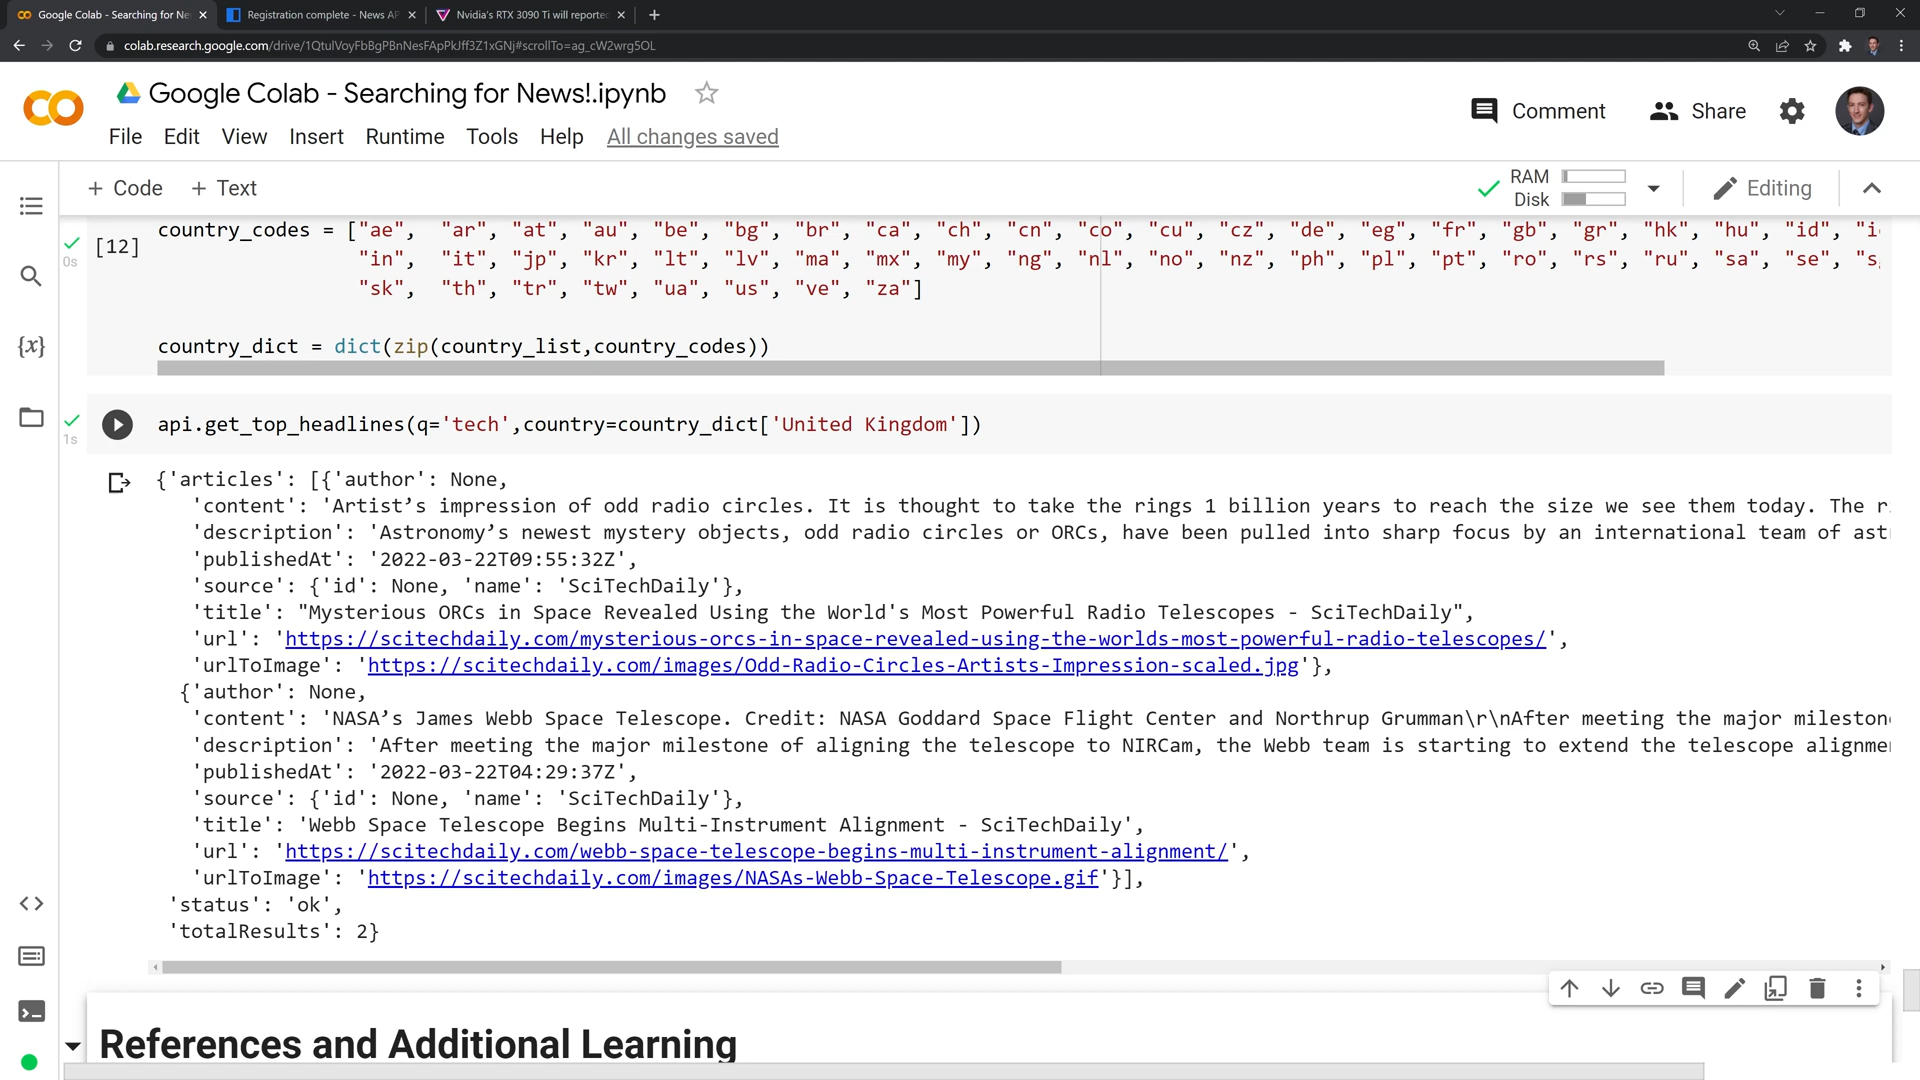 Google Colab - Searching for Ne
Registration complete - News AP
Nvidia's RTX 3090 Ti will reporte
colab.research.google.com/drive/1QtulVoyFbBgPBnNesFApPkJff3Z1xGNj#scrollTo=ag_cW2wrg5OL
Google Colab - Searching for News!.ipynb
Comment
Share
File Edit View Insert Runtime Tools Help All changes saved
+ Code + Text
RAM
Disk
Editing
[12]
0s
country_codes = ["ae", "ar", "at", "au", "be", "bg", "br", "ca", "ch", "cn", "co", "cu", "cz", "de", "eg", "fr", "gb", "gr", "hk", "hu", "id",
"in", "it", "jp", "kr", "lt", "lv", "ma", "mx", "my", "ng", "nl", "no", "nz", "ph", "pl", "pt", "ro", "rs", "ru", "sa", "se",
"sk", "th", "tr", "tw", "ua", "us", "ve", "za"]
country_dict = dict(zip(country_list,country_codes))
1s
api.get_top_headlines(q='tech',country=country_dict['United Kingdom'])
{'articles': [{'author': None,
'content': 'Artist’s impression of odd radio circles. It is thought to take the rings 1 billion years to reach the size we see them today. The r
'description': 'Astronomy’s newest mystery objects, odd radio circles or ORCs, have been pulled into sharp focus by an international team of ast
'publishedAt': '2022-03-22T09:55:32Z',
'source': {'id': None, 'name': 'SciTechDaily'},
'title': "Mysterious ORCs in Space Revealed Using the World's Most Powerful Radio Telescopes - SciTechDaily",
'url': 'https://scitechdaily.com/mysterious-orcs-in-space-revealed-using-the-worlds-most-powerful-radio-telescopes/',
'urlToImage': 'https://scitechdaily.com/images/Odd-Radio-Circles-Artists-Impression-scaled.jpg'},
{'author': None,
'content': 'NASA’s James Webb Space Telescope. Credit: NASA Goddard Space Flight Center and Northrup Grumman\r\nAfter meeting the major mileston
'description': 'After meeting the major milestone of aligning the telescope to NIRCam, the Webb team is starting to extend the telescope alignme
'publishedAt': '2022-03-22T04:29:37Z',
'source': {'id': None, 'name': 'SciTechDaily'},
'title': 'Webb Space Telescope Begins Multi-Instrument Alignment - SciTechDaily',
'url': 'https://scitechdaily.com/webb-space-telescope-begins-multi-instrument-alignment/',
'urlToImage': 'https://scitechdaily.com/images/NASAs-Webb-Space-Telescope.gif'}],
'status': 'ok',
'totalResults': 2}
References and Additional Learning